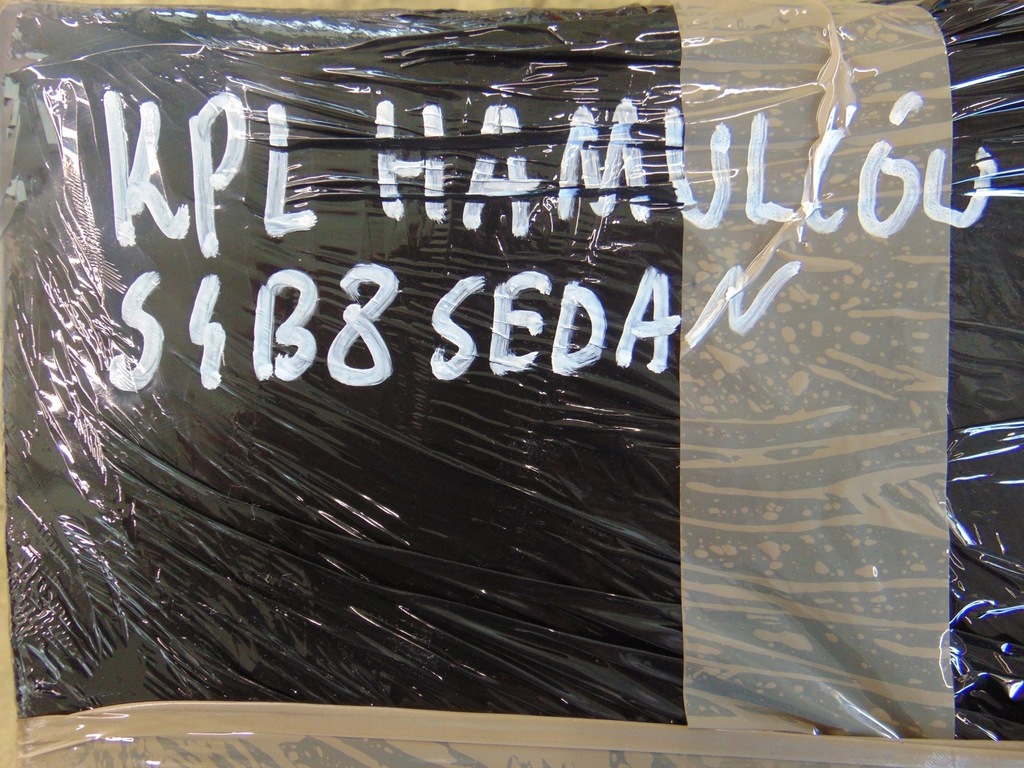 KPL HAMULCÓW
S4B8 SEDAN